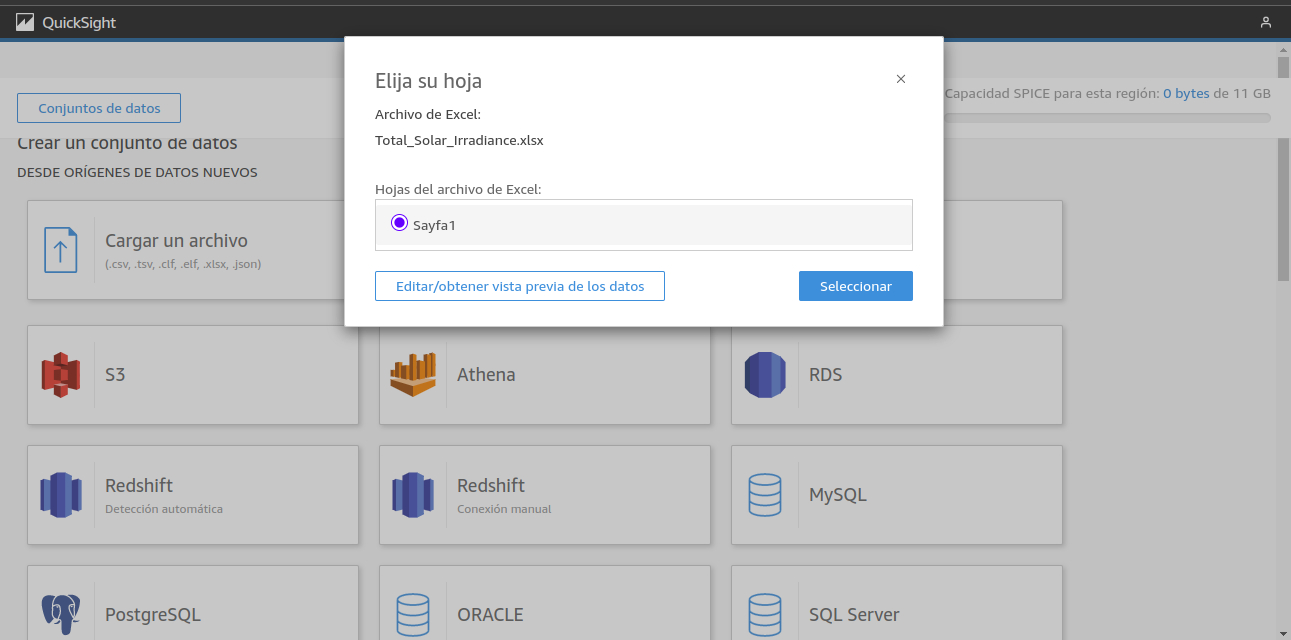 QuickSight
Elija su hoja
Archivo de Excel:
Total_Solar_Irradiance.xlsx
Hojas del archivo de Excel:
Sayfa1
Editar/obtener vista previa de los datos
Seleccionar
Conjuntos de datos
Capacidad SPICE para esta región: 0 bytes de 11 GB
Crear un conjunto de datos
DESDE ORÍGENES DE DATOS NUEVOS
Cargar un archivo
(.csv, .tsv, .clf, .elf, .xlsx, .json)
S3
Athena
RDS
Redshift
Detección automática
Redshift
Conexión manual
MySQL
PostgreSQL
ORACLE
SQL Server